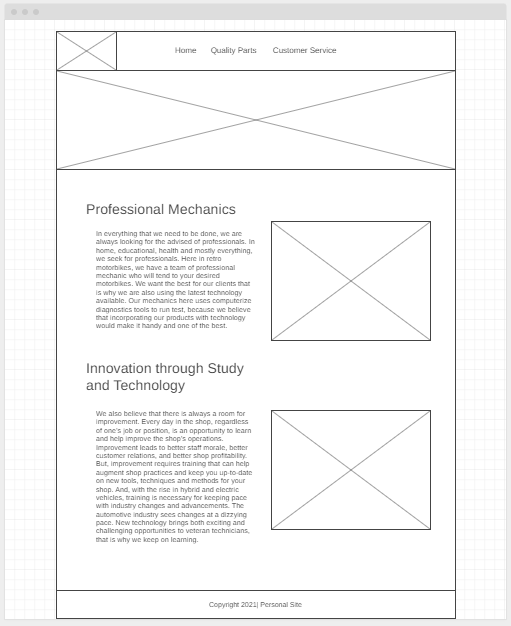 Home Quality Parts Customer Service
Professional Mechanics
In everything that we need to be done, we are
always looking for the advised of professionals. In
home, educational, health and mostly everything,
we seek for professionals. Here in retro
motorbikes, we have a team of professional
mechanic who will tend to your desired
motorbikes. We want the best for our clients that
is why we are also using the latest technology
available. Our mechanics here uses computerize
diagnostics tools to run test, because we believe
that incorporating our products with technology
would make it handy and one of the best.
Innovation through Study
and Technology
We also believe that there is always a room for
improvement. Every day in the shop, regardless
of one's job or position, is an opportunity to learn
and help improve the shop's operations.
Improvement leads to better staff morale, better
customer relations, and better shop profitability.
But, improvement requires training that can help
augment shop practices and keep you up-to-date
on new tools, techniques and methods for your
shop. And, with the rise in hybrid and electric
vehicles, training is necessary for keeping pace
with industry changes and advancements. The
automotive industry sees changes at a dizzying
pace. New technology brings both exciting and
challenging opportunities to veteran technicians,
that is why we keep on learning.
Copyright 2021| Personal Site